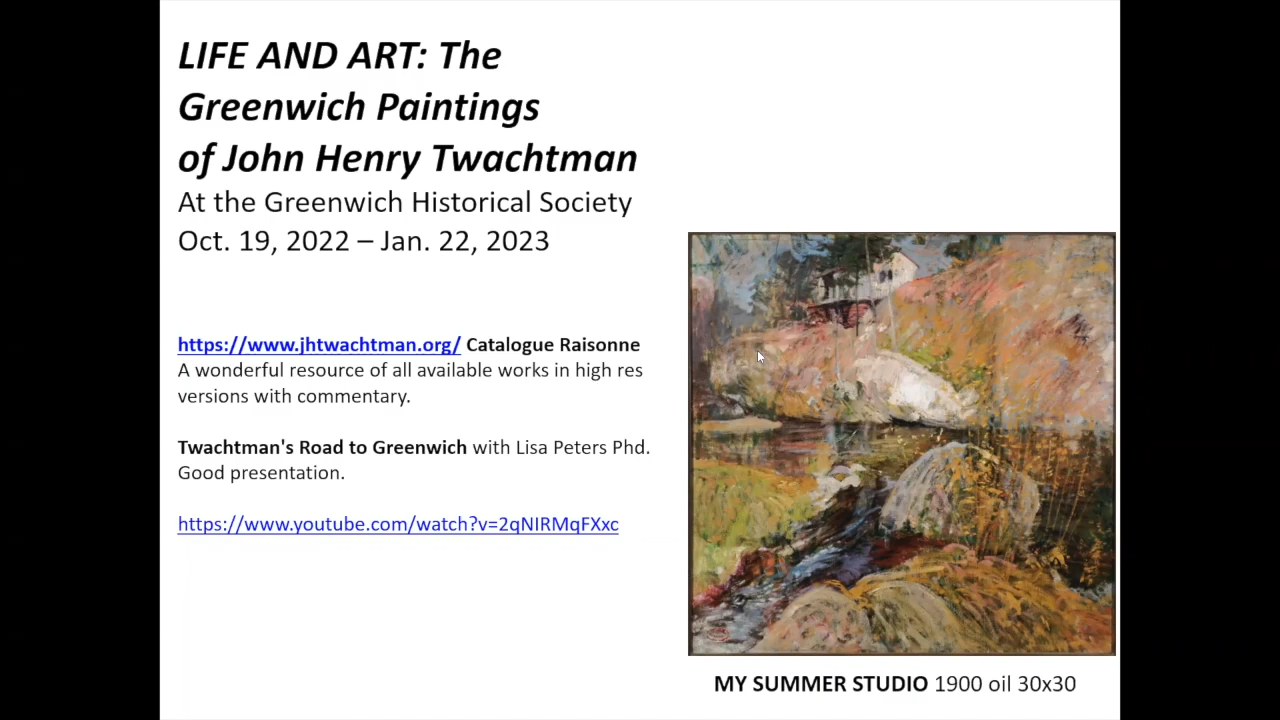 LIFE AND ART: The
Greenwich Paintings
of John Henry Twachtman
At the Greenwich Historical Society
Oct. 19, 2022 – Jan. 22, 2023
https://www.jhtwachtman.org/ Catalogue Raisonne
A wonderful resource of all available works in high res
versions with commentary.
Twachtman's Road to Greenwich with Lisa Peters Phd.
Good presentation.
https://www.youtube.com/watch?v=2qNIRMqFXxc
MY SUMMER STUDIO 1900 oil 30x30